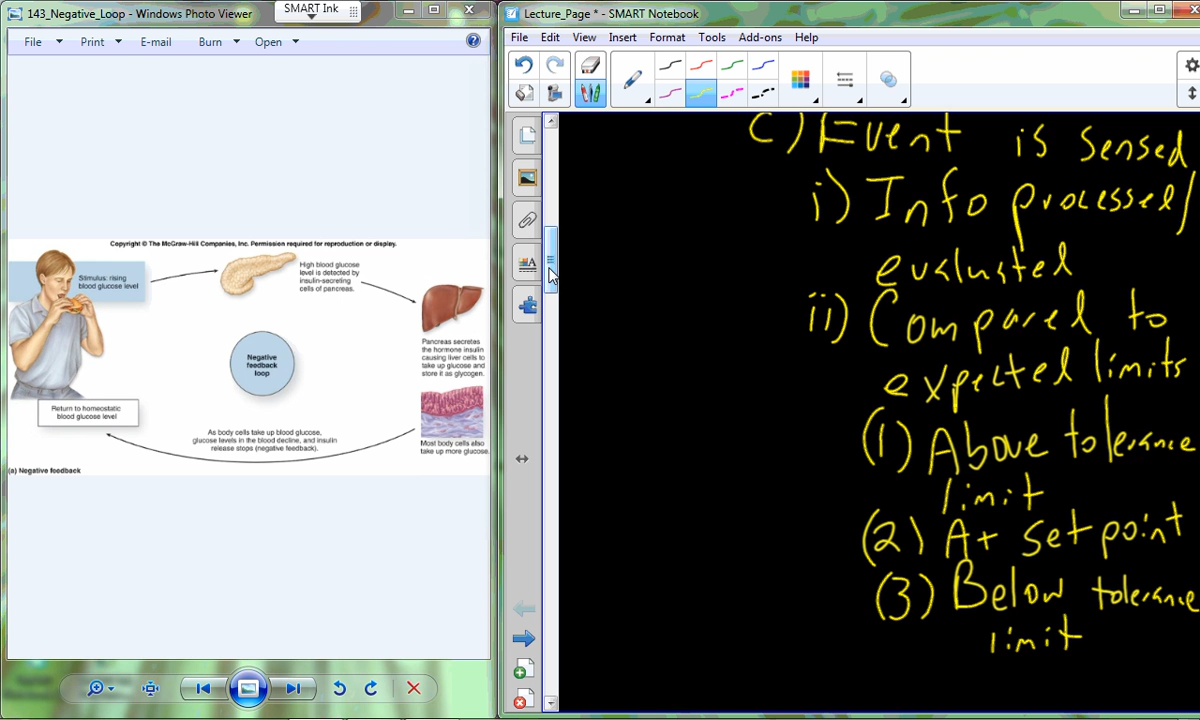 143_Negative_Loop - Windows Photo Viewer
SMART Ink
File Print E-mail Burn Open
Copyright © The McGraw-Hill Companies, Inc. Permission required for reproduction or display.
Stimulus: rising
blood glucose level
High blood glucose
level is detected by
insulin-secreting
cells of pancreas.
Negative
feedback
loop
Pancreas secretes
the hormone insulin
causing liver cells to
take up glucose and
store it as glycogen.
Return to homeostatic
blood glucose level
As body cells take up blood glucose,
glucose levels in the blood decline, and insulin
release stops (negative feedback).
Most body cells also
take up more glucose.
(a) Negative feedback
Lecture_Page * - SMART Notebook
File Edit View Insert Format Tools Add-ons Help
c) Event is sensed
i) Info processed/
evaluated
ii) Compared to
expected limits
(1) Above tolerance
limit
(2) At set point
(3) Below tolerance
limit